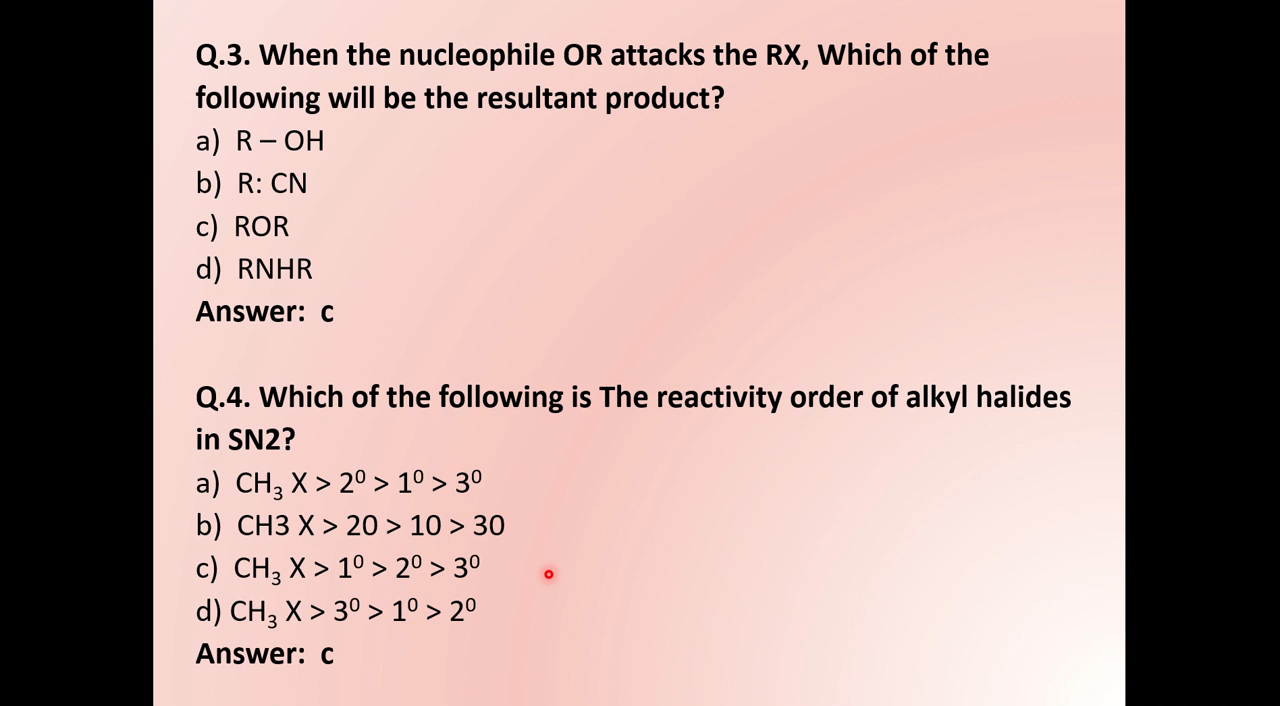 Q.3. When the nucleophile OR attacks the RX, Which of the
following will be the resultant product?
a) R – OH
b) R: CN
c) ROR
d) RNHR
Answer: c
Q.4. Which of the following is The reactivity order of alkyl halides
in SN2?
a) CH₃ X > 2⁰ > 1⁰ > 3⁰
b) CH3 X > 20 > 10 > 30
c) CH₃ X > 1⁰ > 2⁰ > 3⁰
d) CH₃ X > 3⁰ > 1⁰ > 2⁰
Answer: c